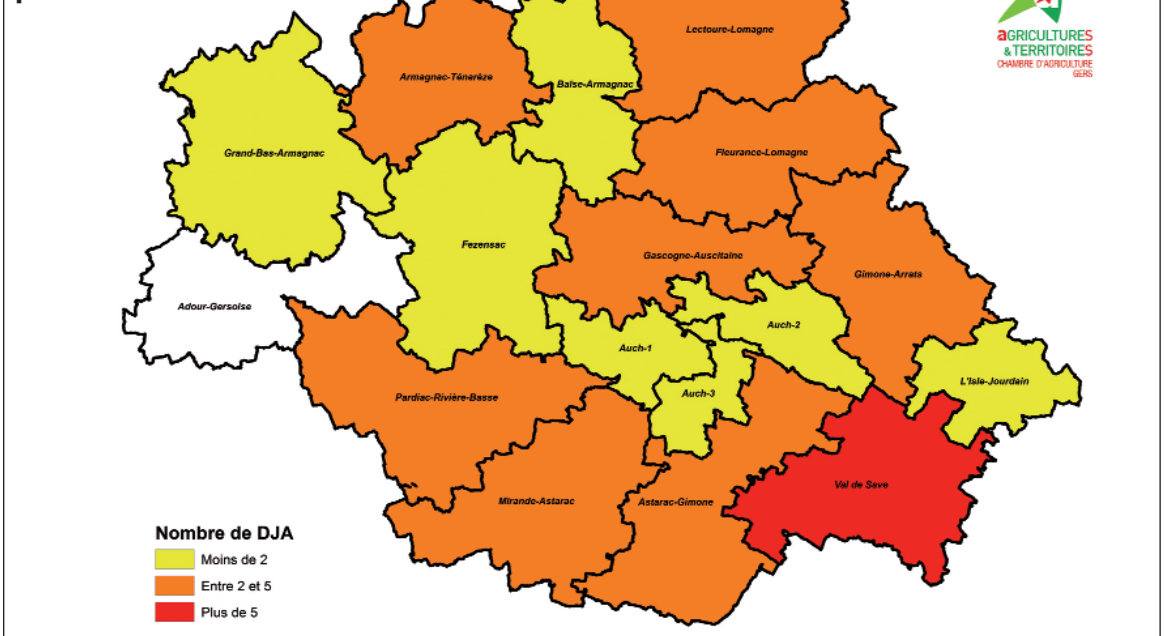 Lectoure-Lomagne
aGRICULTURES
& TERRITOIRES
CHAMBRE D'AGRICULTURE
GERS
Armagnac-Ténarèze
Baïse-Armagnac
Grand-Bas-Armagnac
Fleurance-Lomagne
Fezensac
Gascogne-Auscitaine
Gimone-Arrats
Adour-Gersoise
Auch-2
Auch-1
L'Isle-Jourdain
Auch-3
Pardiac-Rivière-Basse
Val de Save
Mirande-Astarac
Astarac-Gimone
Nombre de DJA
Moins de 2
Entre 2 et 5
Plus de 5